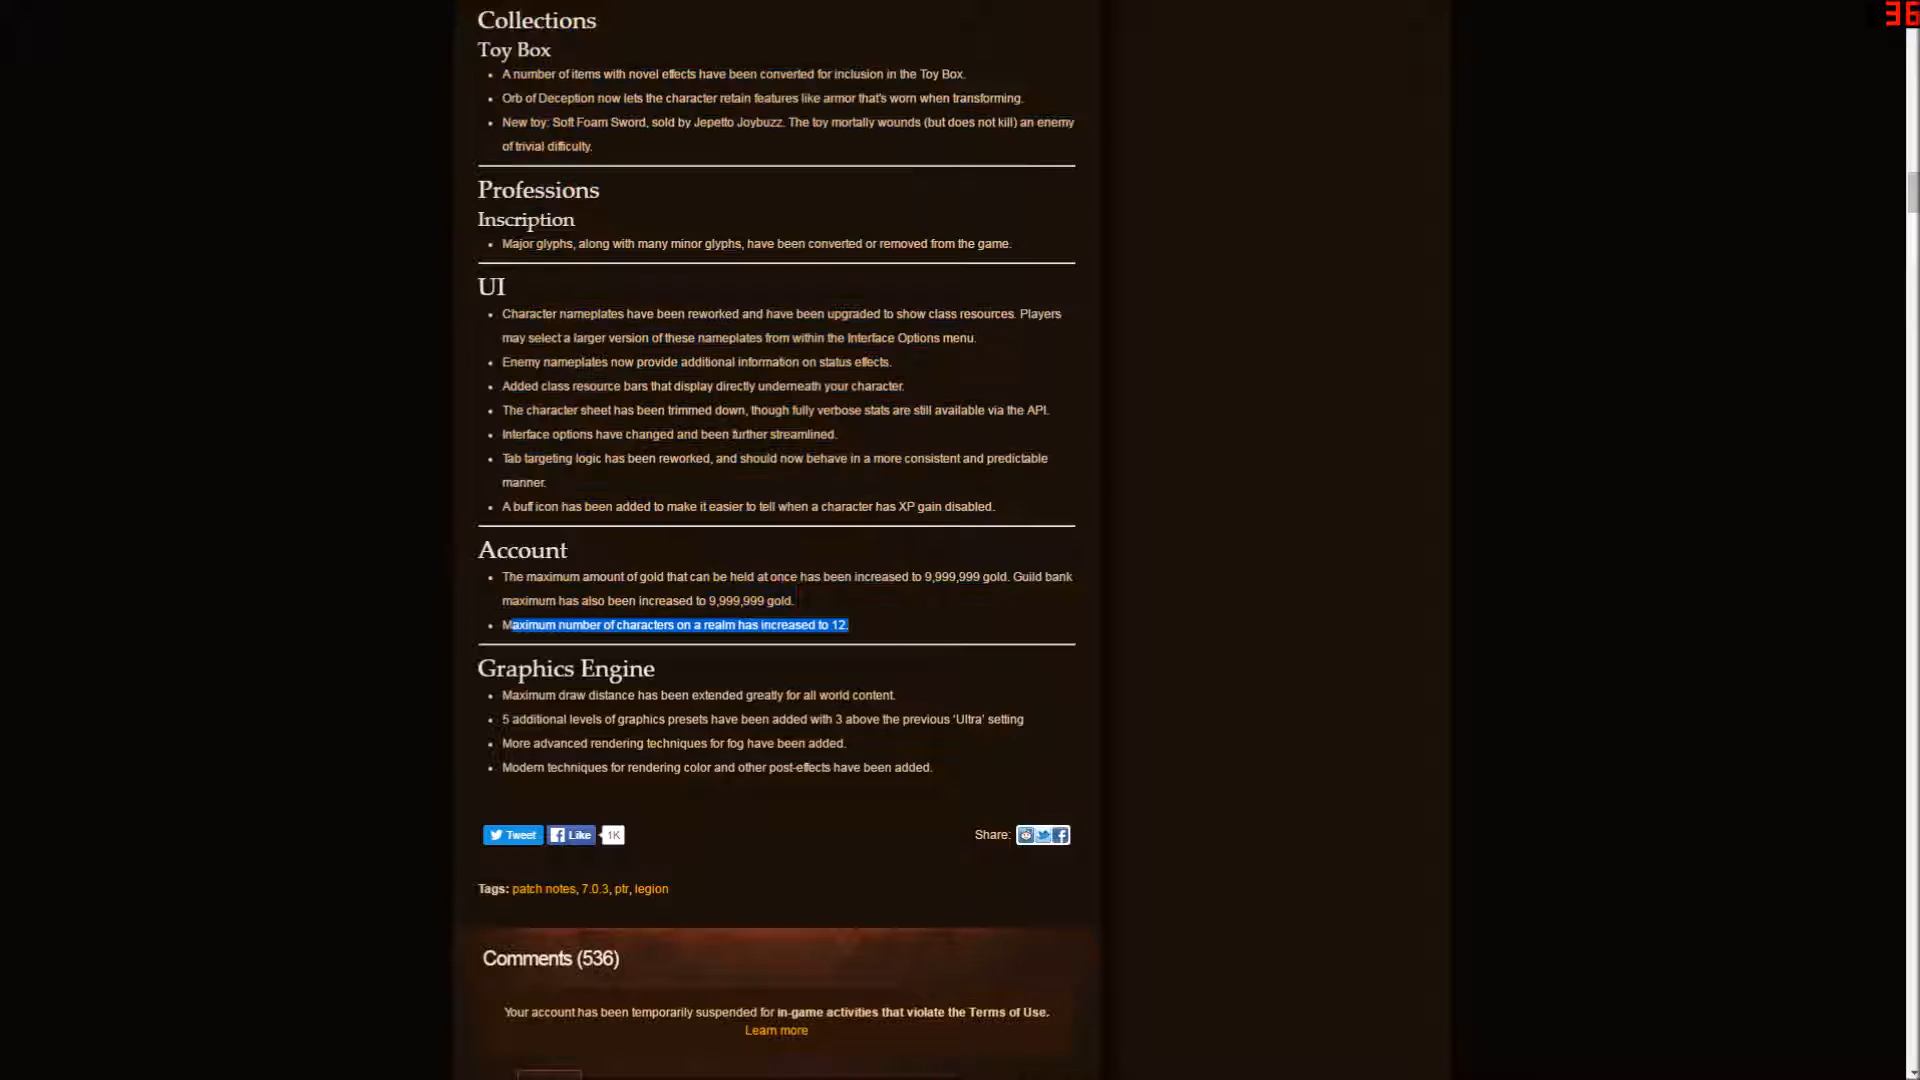 36
Collections
Toy Box
A number of items with novel effects have been converted for inclusion in the Toy Box.
Orb of Deception now lets the character retain features like armor that's worn when transforming.
New toy: Soft Foam Sword, sold by Jepetto Joybuzz. The toy mortally wounds (but does not kill) an enemy
of trivial difficulty.
Professions
Inscription
Major glyphs, along with many minor glyphs, have been converted or removed from the game.
UI
Character nameplates have been reworked and have been upgraded to show class resources. Players
may select a larger version of these nameplates from within the Interface Options menu.
Enemy nameplates now provide additional information on status effects.
Added class resource bars that display directly underneath your character.
The character sheet has been trimmed down, though fully verbose stats are still available via the API.
Interface options have changed and been further streamlined.
Tab targeting logic has been reworked, and should now behave in a more consistent and predictable
manner.
A buff icon has been added to make it easier to tell when a character has XP gain disabled.
Account
The maximum amount of gold that can be held at once has been increased to 9,999,999 gold. Guild bank
maximum has also been increased to 9,999,999 gold.
Maximum number of characters on a realm has increased to 12.
Graphics Engine
Maximum draw distance has been extended greatly for all world content.
5 additional levels of graphics presets have been added with 3 above the previous 'Ultra' setting
More advanced rendering techniques for fog have been added.
Modern techniques for rendering color and other post-effects have been added.
Tweet Like 1K Share:
Tags: patch notes, 7.0.3, ptr, legion
Comments (536)
Your account has been temporarily suspended for in-game activities that violate the Terms of Use.
Learn more